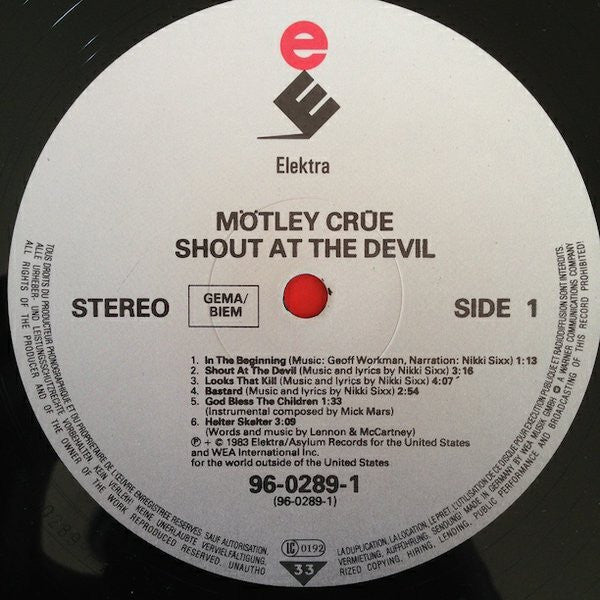 e
E
Elektra
MÖTLEY CRÜE
SHOUT AT THE DEVIL
STEREO
GEMA/
BIEM
SIDE 1
1. In The Beginning (Music: Geoff Workman, Narration: Nikki Sixx) 1:13
2. Shout At The Devil (Music and lyrics by Nikki Sixx) 3:16
3. Looks That Kill (Music and lyrics by Nikki Sixx) 4:07
4. Bastard (Music and lyrics by Nikki Sixx) 2:54
5. God Bless The Children 1:33
(Instrumental composed by Mick Mars)
6. Helter Skelter 3:09
(Words and music by Lennon & McCartney)
Ⓟ + © 1983 Elektra/Asylum Records for the United States
and WEA International Inc.
for the world outside of the United States
96-0289-1
(96-0289-1)
LC 0192
33
TOUS DROITS DU PRODUCTEUR PHONOGRAPHIQUE ET DU PROPRIETAIRE DE L'ŒUVRE ENREGISTREE RESERVES. SAUF AUTORISATION,
LA DUPLICATION, LA LOCATION, LE PRET, L'UTILISATION DE CE DISQUE POUR EXECUTION PUBLIQUE ET RADIODIFFUSION SONT INTERDITS.
ALLE URHEBER- UND LEISTUNGSSCHUTZRECHTE VORBEHALTEN. KEIN VERLEIH! KEINE UNERLAUBTE VERVIELFÄLTIGUNG,
VERMIETUNG, AUFFÜHRUNG, SENDUNG! MADE IN GERMANY BY WEA MUSIK GMBH A WARNER COMMUNICATIONS COMPANY
ALL RIGHTS OF THE PRODUCER AND OF THE OWNER OF THE WORK REPRODUCED RESERVED. UNAUTHO
RIZED COPYING, HIRING, LENDING, PUBLIC PERFORMANCE AND BROADCASTING OF THIS RECORD PROHIBITED!